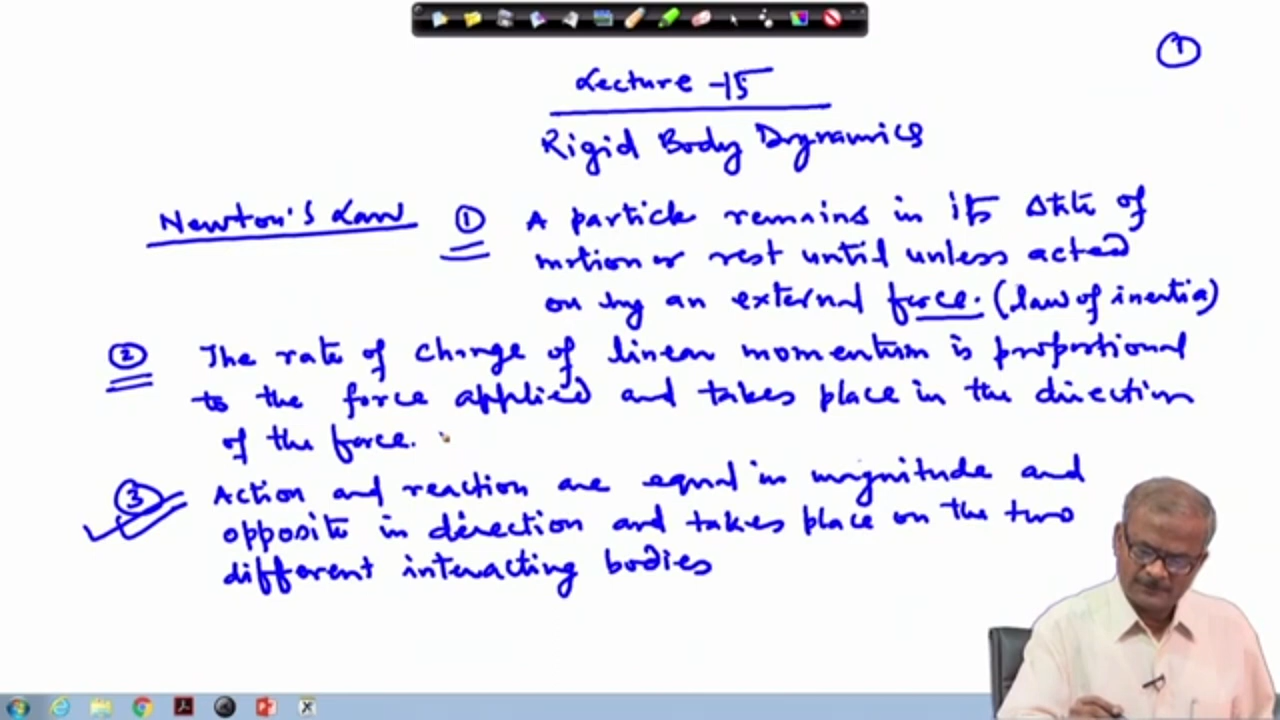 1
Lecture -15
Rigid Body Dynamics
Newton's Law ① A particle remains in its state of
motion or rest until unless acted
on by an external force. (law of inertia)
② The rate of change of linear momentum is proportional
to the force applied and takes place in the direction
of the force.
③ Action and reaction are equal in magnitude and
opposite in direction and takes place on the two
different interacting bodies